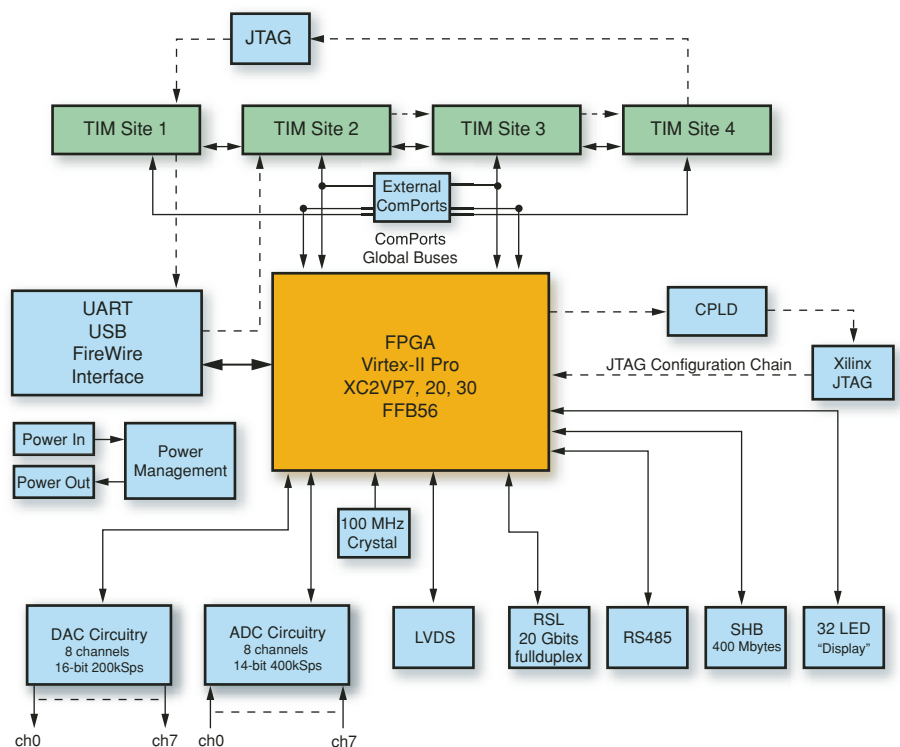 JTAG
TIM Site 1
TIM Site 2
TIM Site 3
TIM Site 4
External
ComPorts
ComPorts
Global Buses
UART
USB
FireWire
Interface
FPGA
Virtex-II Pro
XC2VP7, 20, 30
FFB56
CPLD
JTAG Configuration Chain
Xilinx
JTAG
Power In
Power Out
Power
Management
100 MHz
Crystal
DAC Circuitry
8 channels
16-bit 200kSps
ADC Circuitry
8 channels
14-bit 400kSps
LVDS
RSL
20 Gbits
fullduplex
RS485
SHB
400 Mbytes
32 LED
“Display”
ch0
ch7
ch0
ch7